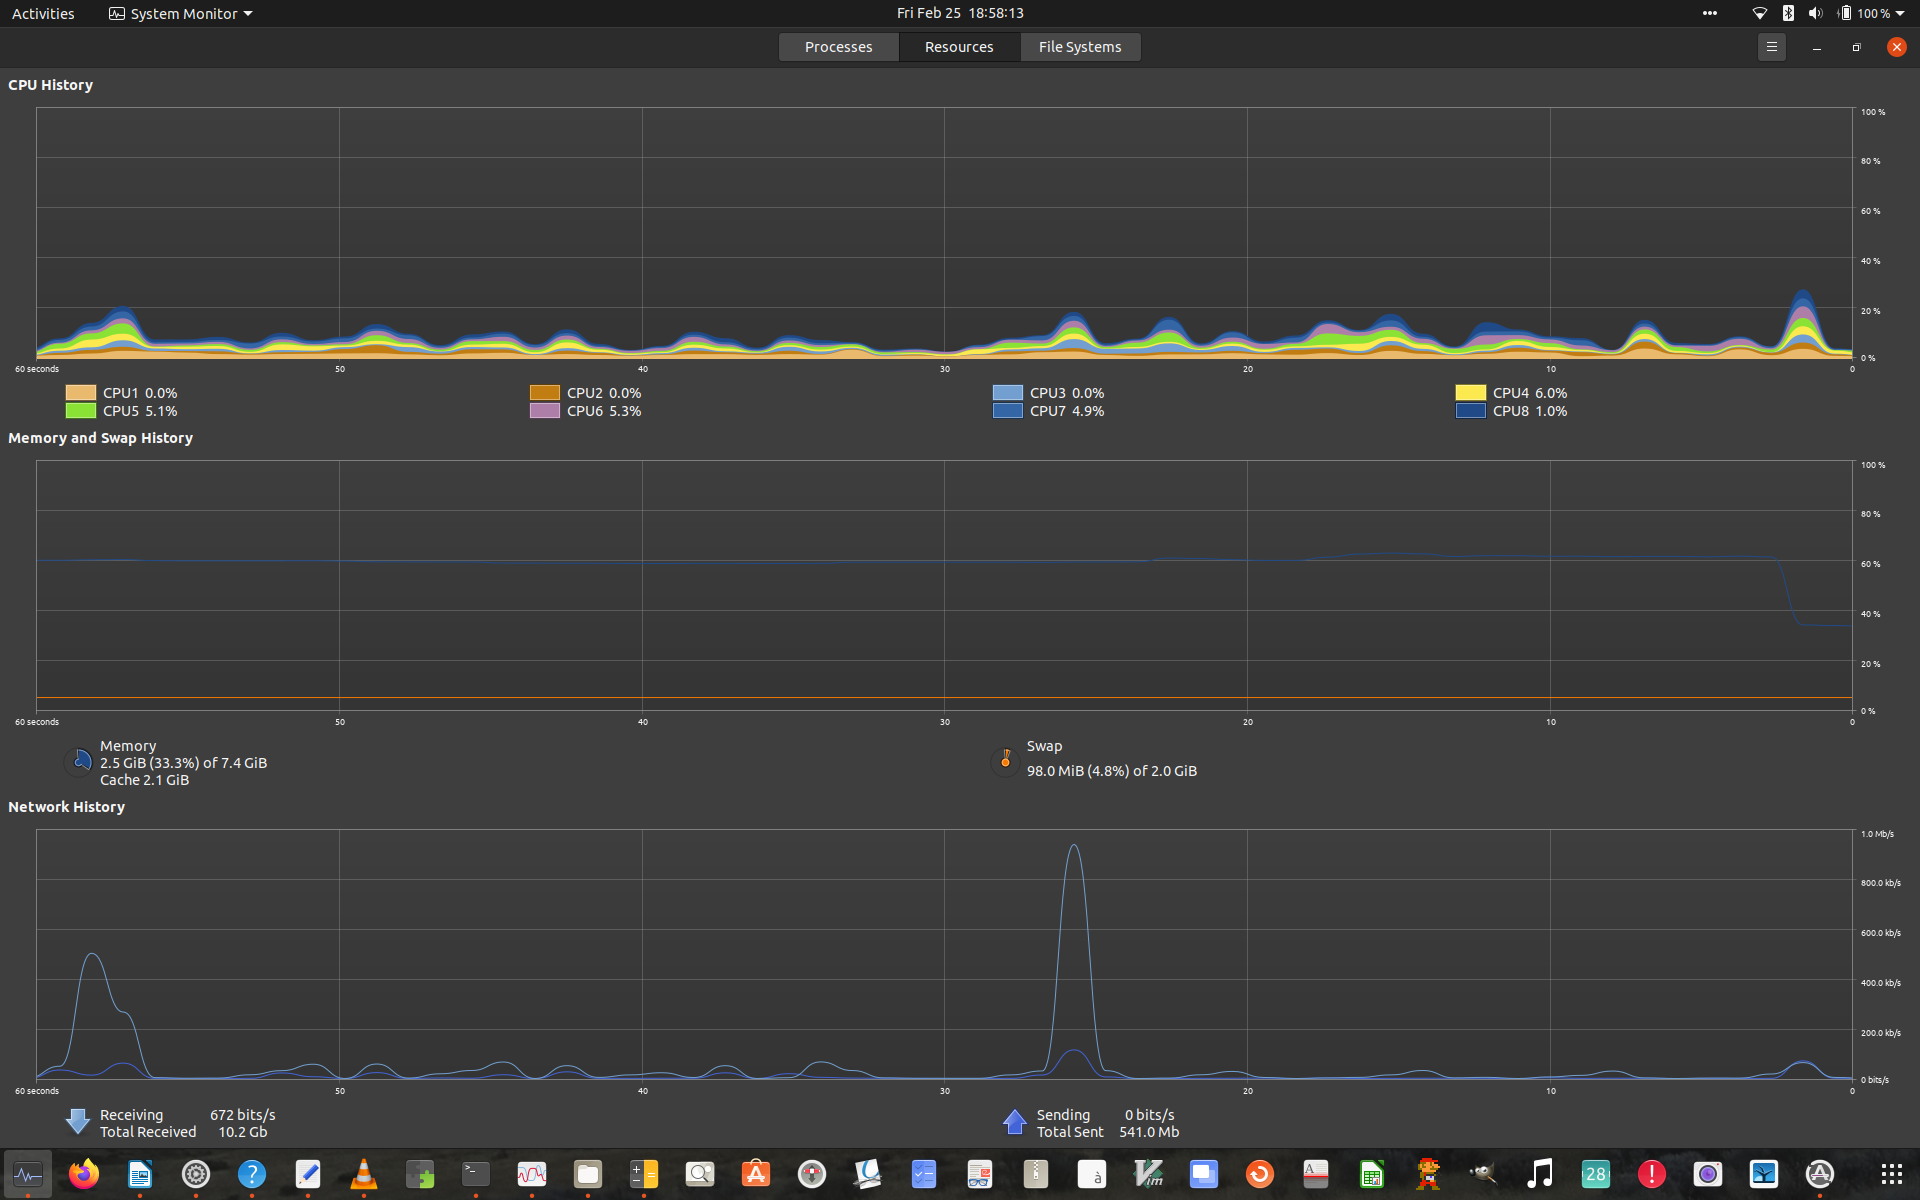 Activities System Monitor Fri Feb 25 18:58:13 100 %
Processes Resources File Systems
CPU History
100 %
80 %
60 %
40 %
20 %
0 %
60 seconds 50 40 30 20 10 0
CPU1 0.0% CPU2 0.0% CPU3 0.0% CPU4 6.0%
CPU5 5.1% CPU6 5.3% CPU7 4.9% CPU8 1.0%
Memory and Swap History
100 %
80 %
60 %
40 %
20 %
0 %
60 seconds 50 40 30 20 10 0
Memory
2.5 GiB (33.3%) of 7.4 GiB
Cache 2.1 GiB
Swap
98.0 MiB (4.8%) of 2.0 GiB
Network History
1.0 Mb/s
800.0 kb/s
600.0 kb/s
400.0 kb/s
200.0 kb/s
0 bits/s
60 seconds 50 40 30 20 10 0
Receiving 672 bits/s
Total Received 10.2 Gb
Sending 0 bits/s
Total Sent 541.0 Mb
? >_ à Vim A 28 !